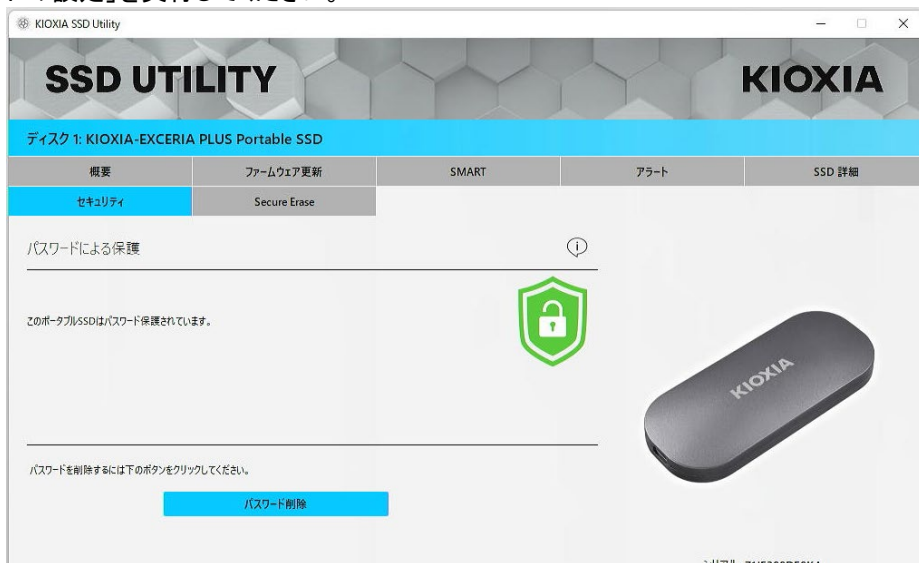 KIOXIA SSD Utility
SSD UTILITY
KIOXIA
ディスク 1: KIOXIA-EXCERIA PLUS Portable SSD
概要
ファームウェア更新
SMART
アラート
SSD 詳細
セキュリティ
Secure Erase
パスワードによる保護
このポータブルSSDはパスワード保護されています。
KIOXIA
パスワードを削除するには下のボタンをクリックしてください。
パスワード削除